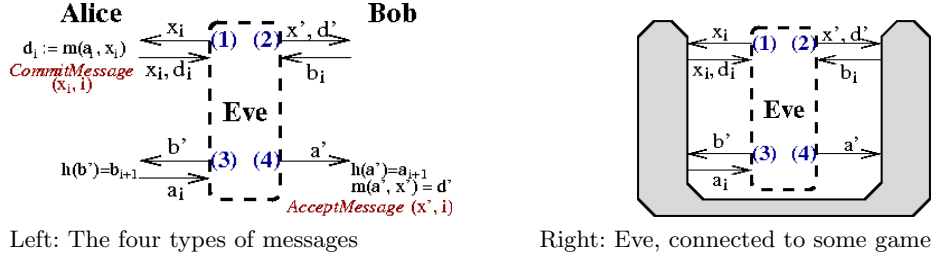 Alice
Bob
x_i
(1) (2)
x', d'
d_i := m(a_i, x_i)
CommitMessage
(x_i, i)
x_i, d_i
b_i
Eve
b'
(3) (4)
a'
h(b')=b_{i+1}
a_i
h(a')=a_{i+1}
m(a', x') = d'
AcceptMessage (x', i)
Left: The four types of messages
x_i
(1) (2)
x', d'
x_i, d_i
b_i
Eve
b'
(3) (4)
a'
a_i
Right: Eve, connected to some game